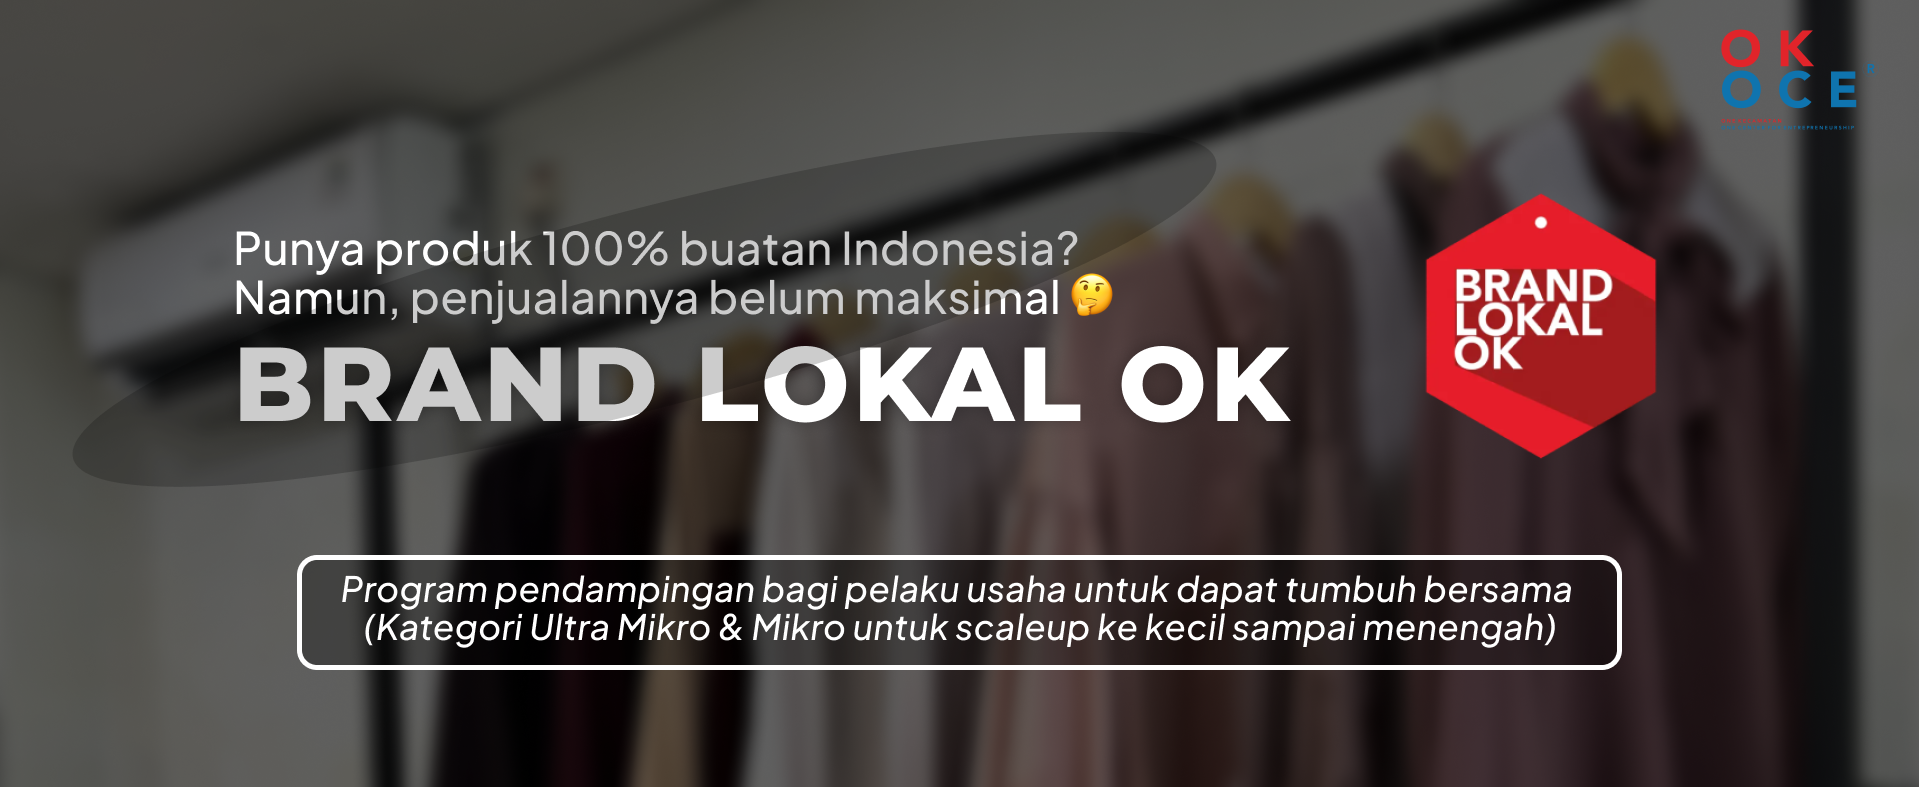 OK
OCE
Punya produk 100% buatan Indonesia?
Namun, penjualannya belum maksimal 🤔
BRAND LOKAL OK
BRAND
LOKAL
OK
Program pendampingan bagi pelaku usaha untuk dapat tumbuh bersama
(Kategori Ultra Mikro & Mikro untuk scaleup ke kecil sampai menengah)